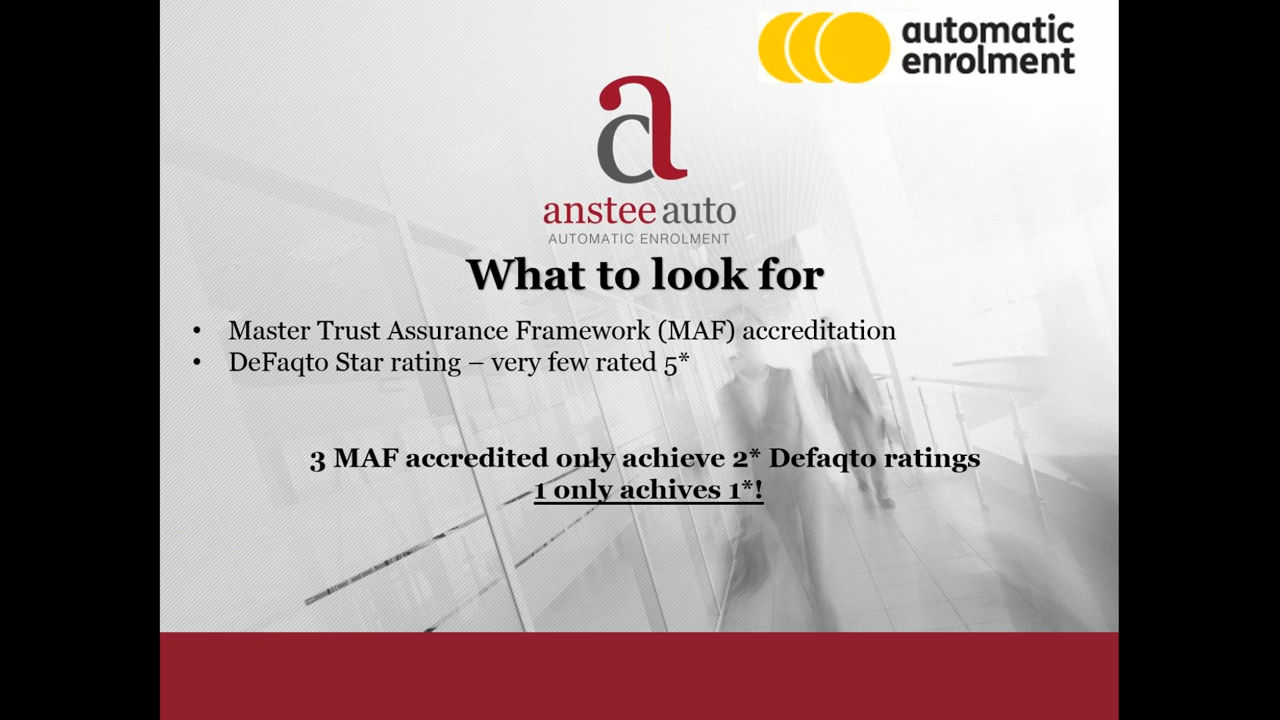 automatic
enrolment
anstee auto
AUTOMATIC ENROLMENT
What to look for
• Master Trust Assurance Framework (MAF) accreditation
• DeFaqto Star rating – very few rated 5*
3 MAF accredited only achieve 2* Defaqto ratings
1 only achives 1*!